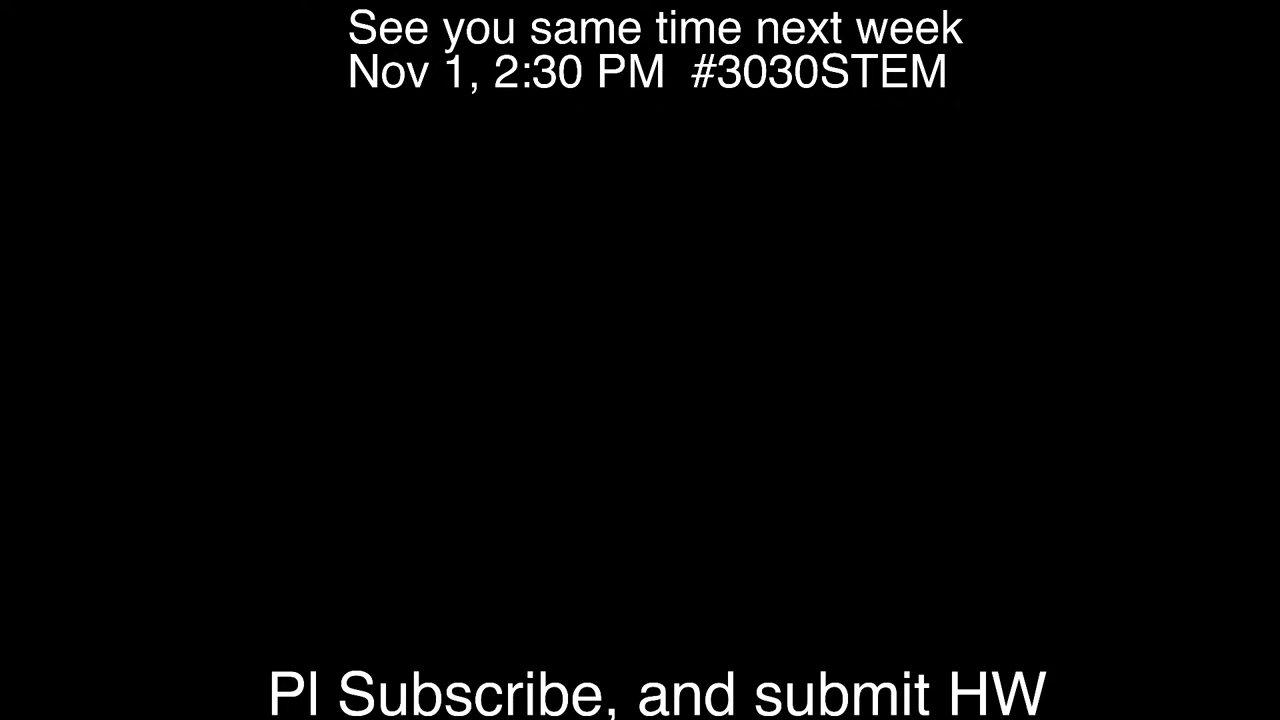 See you same time next week
Nov 1, 2:30 PM  #3030STEM
Pl Subscribe, and submit HW